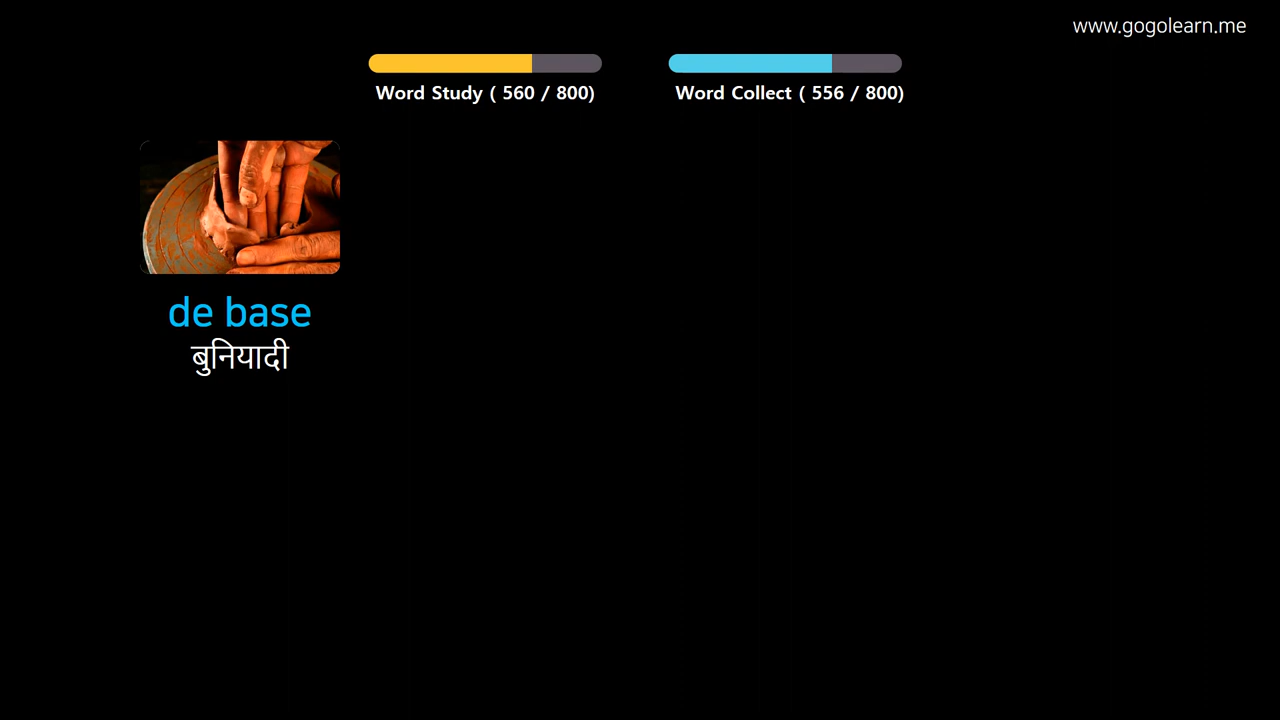 www.gogolearn.me
Word Study ( 560 / 800)
Word Collect ( 556 / 800)
de base
बुनियादी